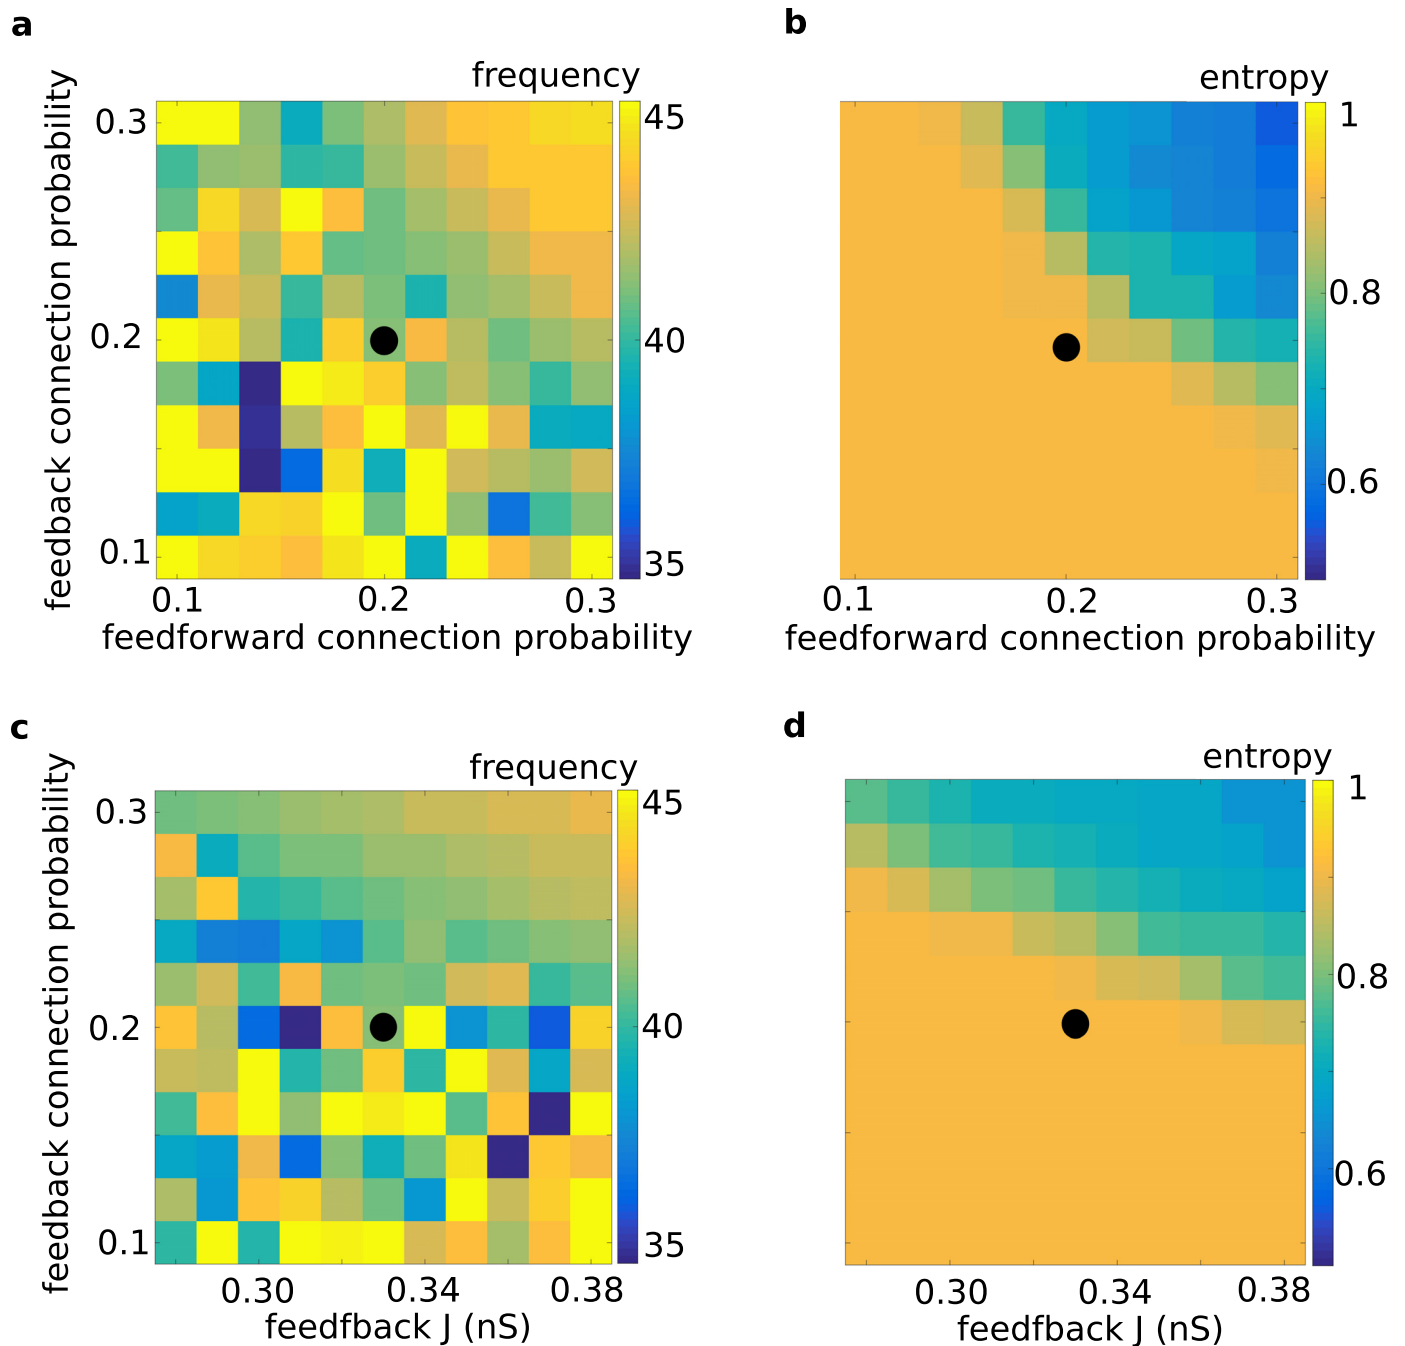 a
frequency
feedback connection probability
0.3
0.2
0.1
45
40
35
0.1 0.2 0.3
feedforward connection probability
b
entropy
1
0.8
0.6
0.1 0.2 0.3
feedforward connection probability
c
frequency
feedback connection probability
0.3
0.2
0.1
45
40
35
0.30 0.34 0.38
feedfback J (nS)
d
entropy
1
0.8
0.6
0.30 0.34 0.38
feedfback J (nS)